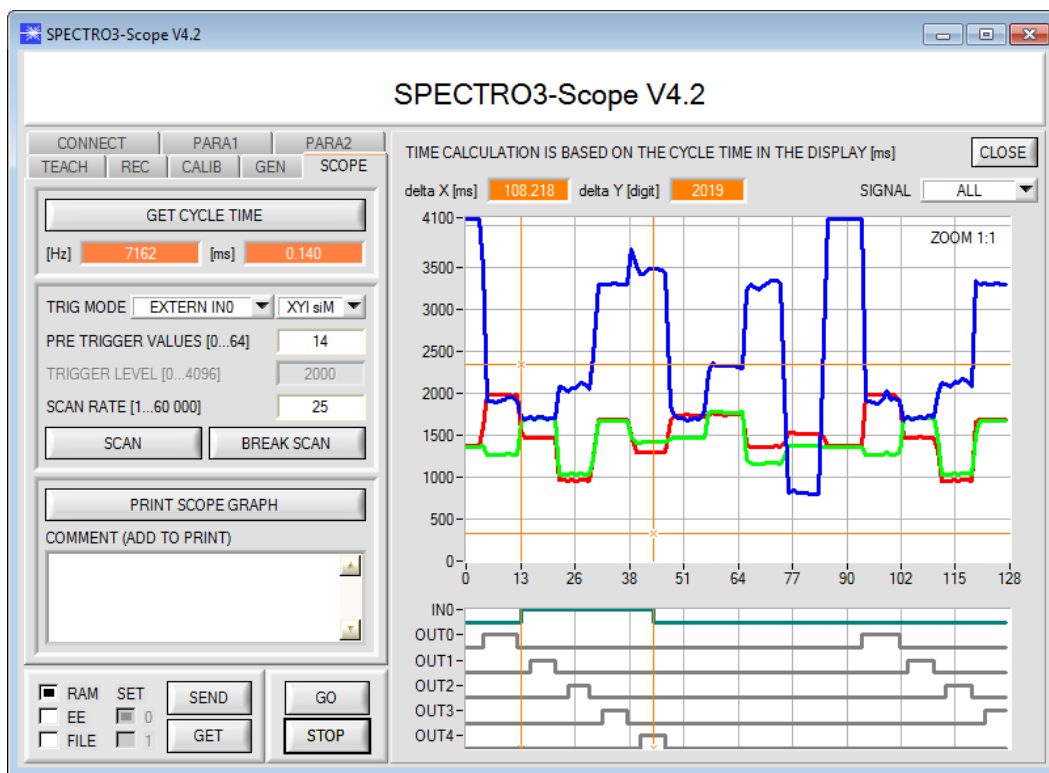 SPECTRO3-Scope V4.2
SPECTRO3-Scope V4.2
CONNECT PARA1 PARA2
TEACH REC CALIB GEN SCOPE
GET CYCLE TIME
[Hz] 7162 [ms] 0.140
TRIG MODE EXTERN IN0 XYI siM
PRE TRIGGER VALUES [0...64] 14
TRIGGER LEVEL [0...4096] 2000
SCAN RATE [1...60 000] 25
SCAN BREAK SCAN
PRINT SCOPE GRAPH
COMMENT (ADD TO PRINT)
RAM SET SEND GO
EE 0
FILE 1 GET STOP
TIME CALCULATION IS BASED ON THE CYCLE TIME IN THE DISPLAY [ms] CLOSE
delta X [ms] 108.218 delta Y [digit] 2019 SIGNAL ALL
ZOOM 1:1
4100
3500
3000
2500
2000
1500
1000
500
0
0 13 26 38 51 64 77 90 102 115 128
IN0
OUT0
OUT1
OUT2
OUT3
OUT4